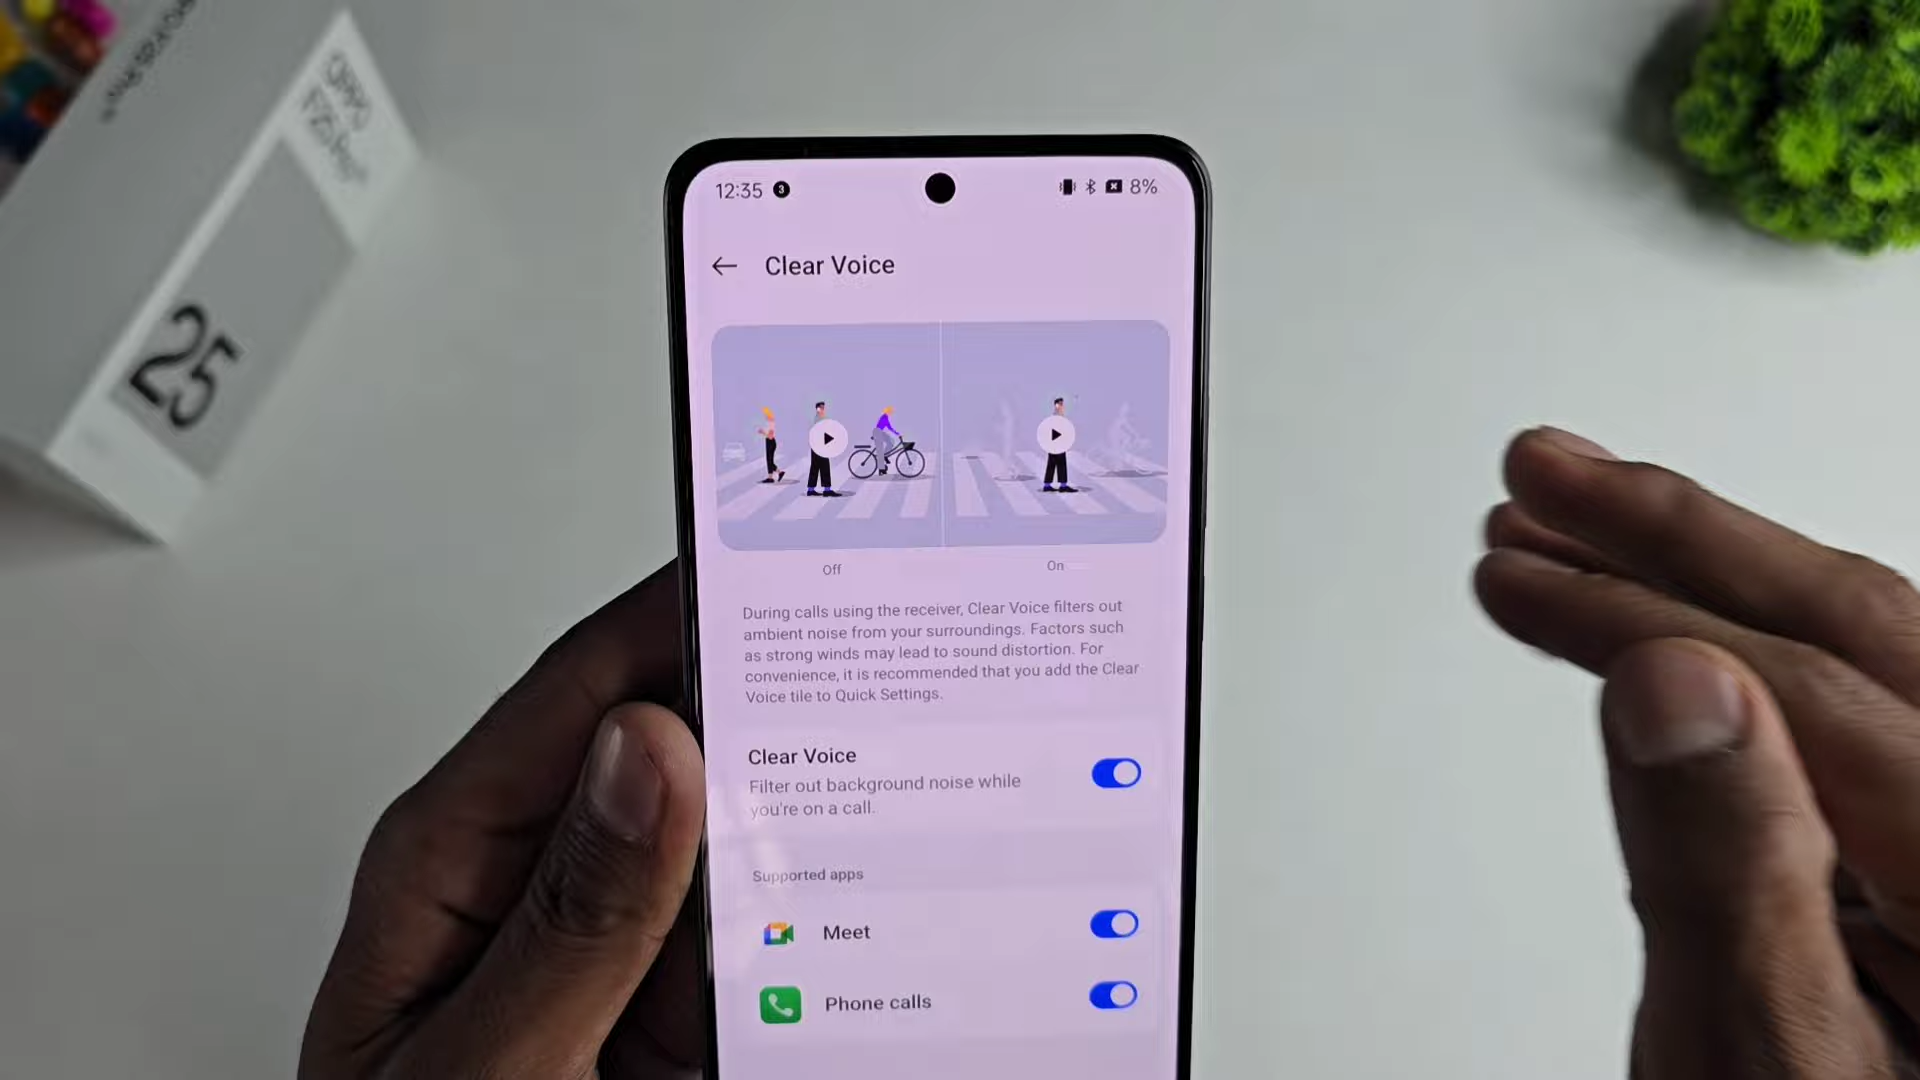 25
12:35 3
8%
Clear Voice
Off
On
During calls using the receiver, Clear Voice filters out
ambient noise from your surroundings. Factors such
as strong winds may lead to sound distortion. For
convenience, it is recommended that you add the Clear
Voice tile to Quick Settings.
Clear Voice
Filter out background noise while
you're on a call.
Supported apps
Meet
Phone calls